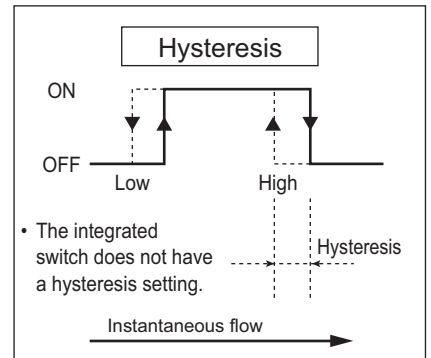 Hysteresis
ON
OFF
Low High
• The integrated
switch does not have
a hysteresis setting.
Hysteresis
Instantaneous flow